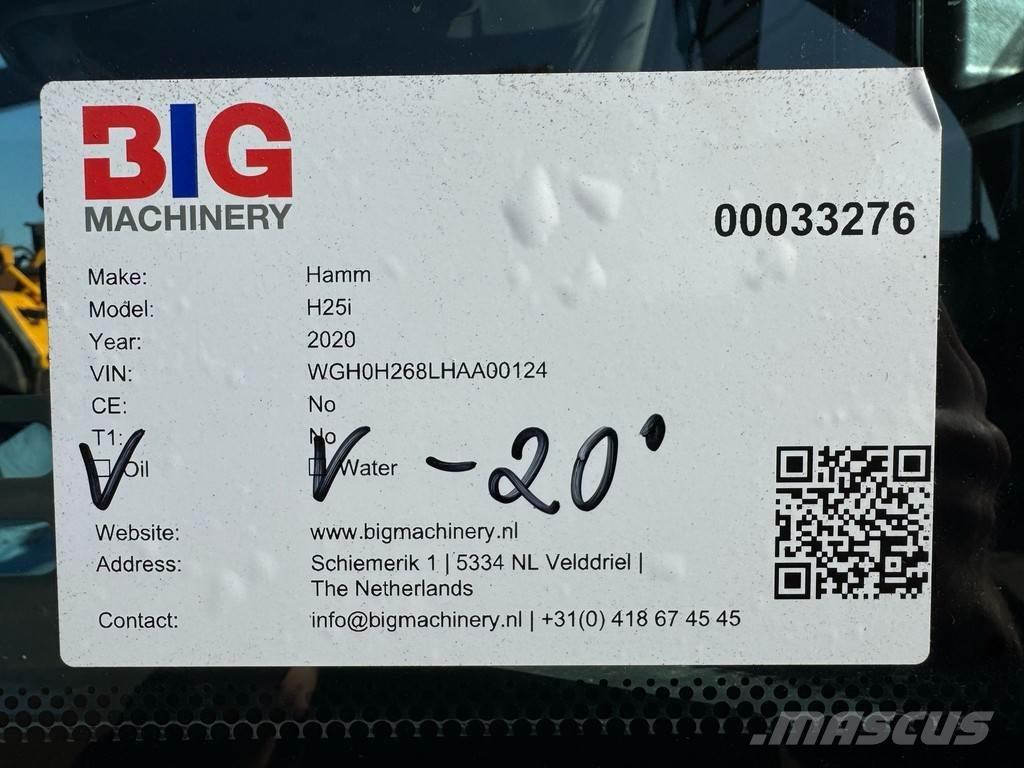 BIG
MACHINERY
00033276
Make: Hamm
Model: H25i
Year: 2020
VIN: WGH0H268LHAA00124
CE: No
T1: No
V Oil V Water - -20°
Website: www.bigmachinery.nl
Address: Schiemerik 1 | 5334 NL Velddriel |
The Netherlands
Contact: info@bigmachinery.nl | +31(0) 418 67 45 45
MASCUS